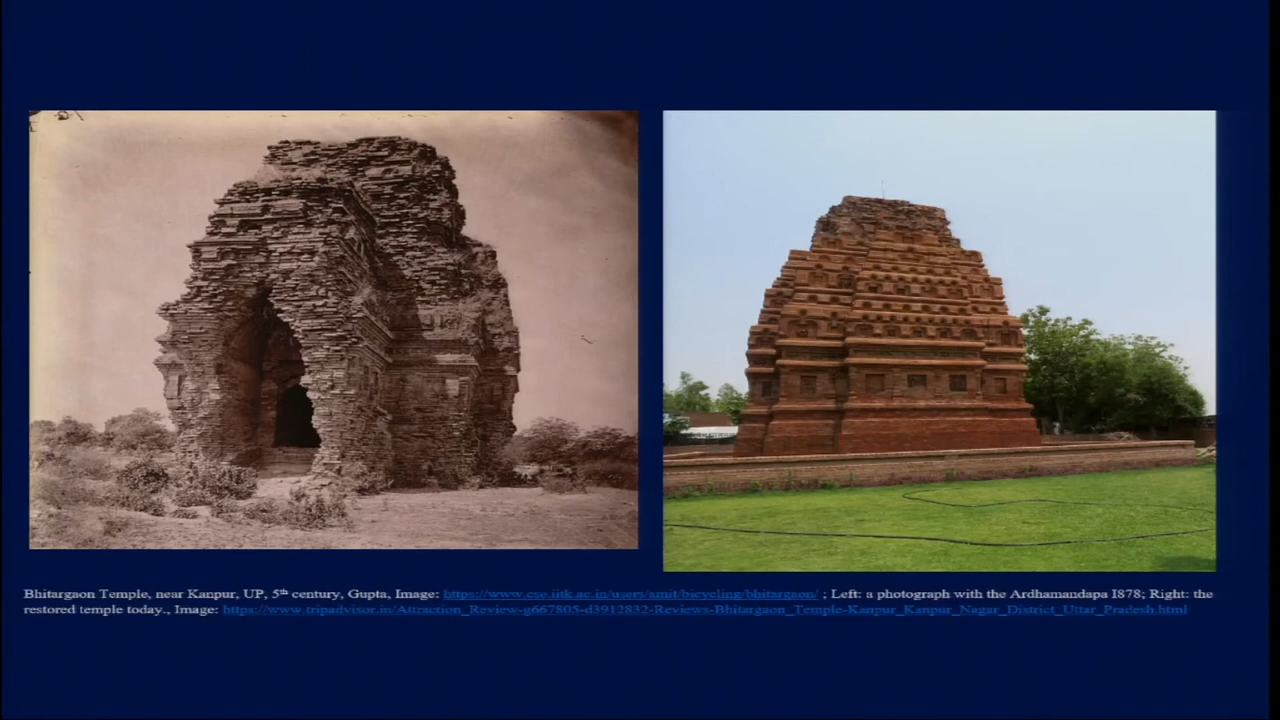 Bhitargaon Temple, near Kanpur, UP, 5th century, Gupta, Image: https://www.cse.iitk.ac.in/users/amit/bicycling/bhitargaon/ ; Left: a photograph with the Ardhamandapa I878; Right: the
restored temple today., Image: https://www.tripadvisor.in/Attraction_Review-g667805-d3912832-Reviews-Bhitargaon_Temple-Kanpur_Kanpur_Nagar_District_Uttar_Pradesh.html